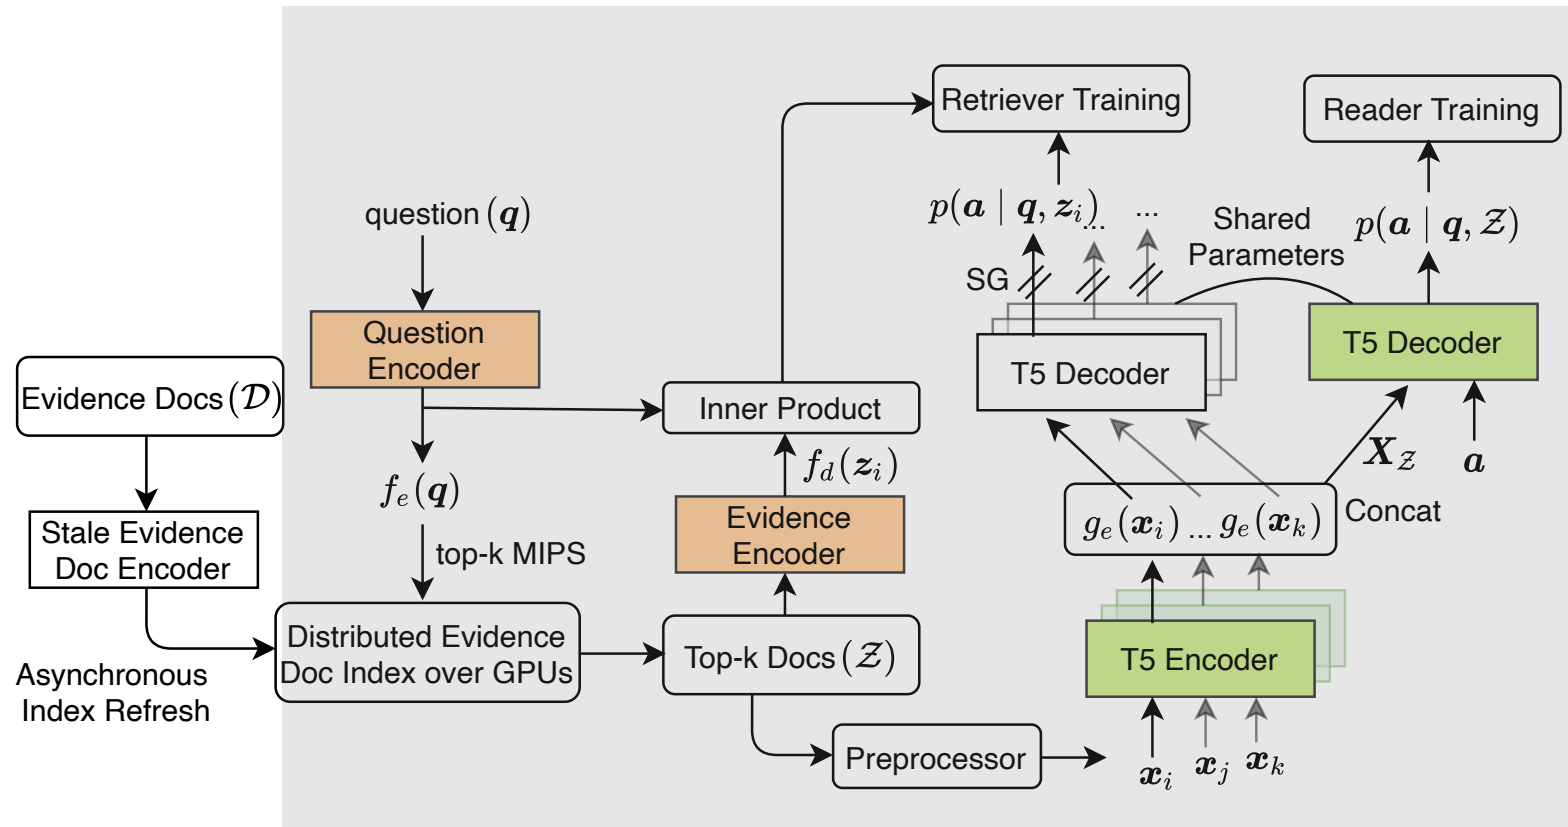 Retriever Training
Reader Training
question (q)
p(a | q, z_i)
...
...
Shared
Parameters
p(a | q, Z)
SG
Question
Encoder
T5 Decoder
T5 Decoder
Evidence Docs (D)
Inner Product
f_e(q)
f_d(z_i)
X_Z
a
Stale Evidence
Doc Encoder
top-k MIPS
Evidence
Encoder
g_e(x_i) ... g_e(x_k)
Concat
Distributed Evidence
Doc Index over GPUs
Top-k Docs (Z)
T5 Encoder
Asynchronous
Index Refresh
Preprocessor
x_i x_j x_k